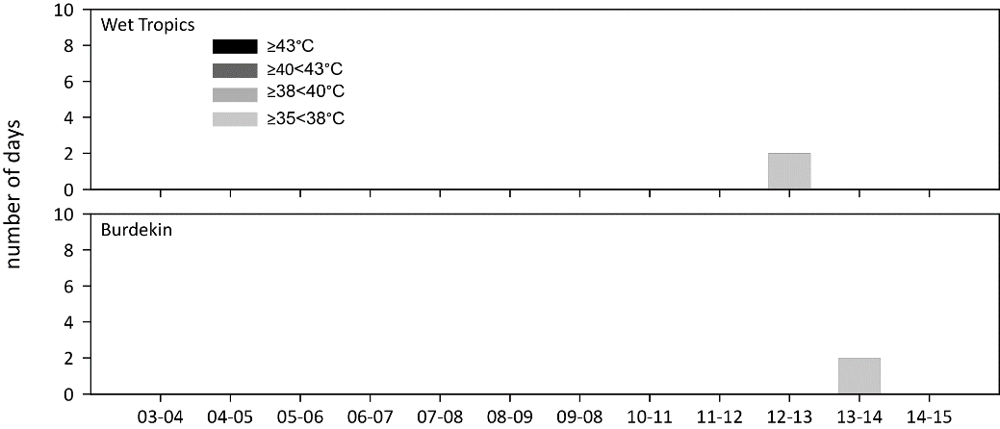 number of days
10
Wet Tropics
8
6
4
2
0
≥43°C
≥40<43°C
≥38<40°C
≥35<38°C
10
Burdekin
8
6
4
2
0
03-04 04-05 05-06 06-07 07-08 08-09 09-08 10-11 11-12 12-13 13-14 14-15